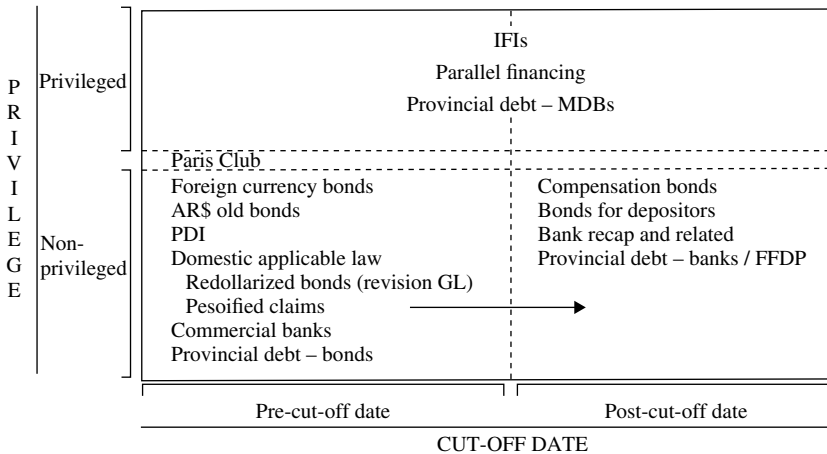 PRIVILEGE
Privileged
IFIs
Parallel financing
Provincial debt – MDBs
Paris Club
Non-
privileged
Foreign currency bonds
AR$ old bonds
PDI
Domestic applicable law
Redollarized bonds (revision GL)
Pesoified claims
Commercial banks
Provincial debt – bonds
Compensation bonds
Bonds for depositors
Bank recap and related
Provincial debt – banks / FFDP
Pre-cut-off date
Post-cut-off date
CUT-OFF DATE